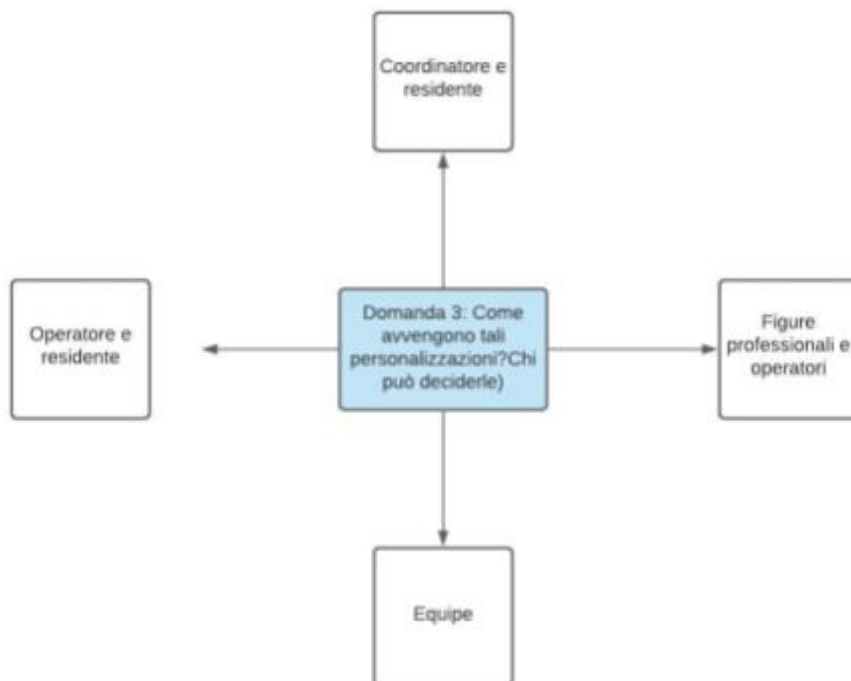 Coordinatore e
residente
Operatore e
residente
Domanda 3: Come
avvengono tali
personalizzazioni?Chi
può deciderle)
Figure
professionali e
operatori
Equipe